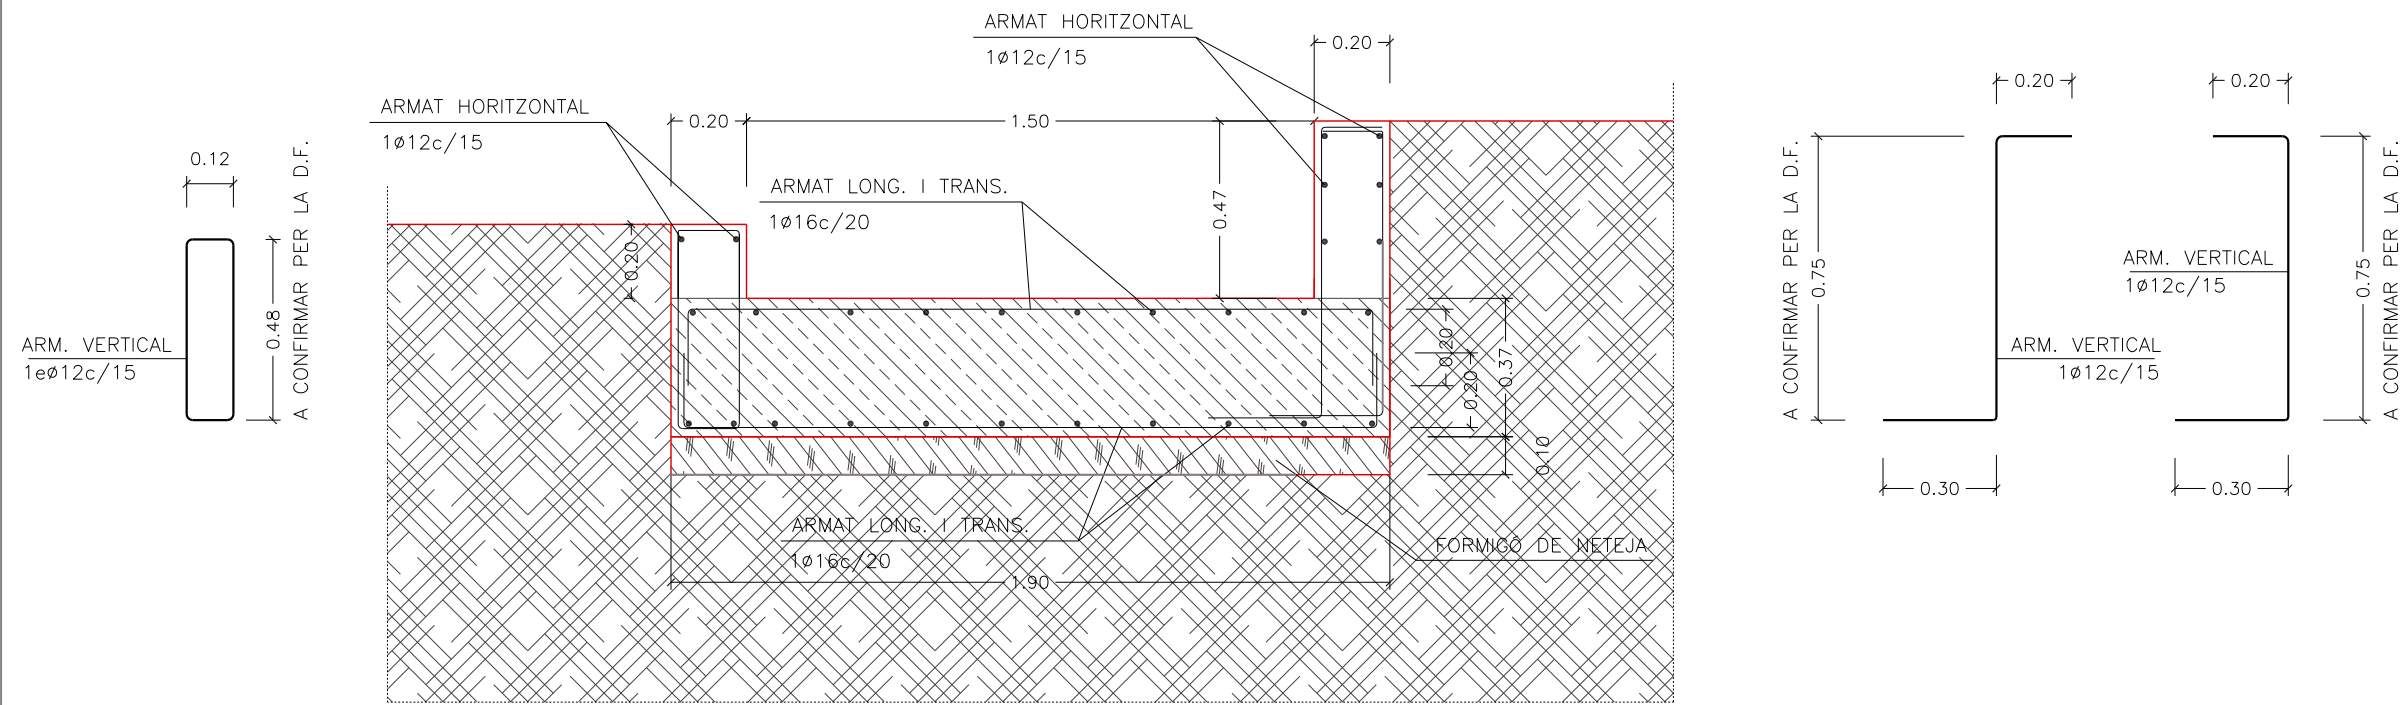 ARMAT HORITZONTAL
1ø12c/15
0.20
0.20
0.20
ARMAT HORITZONTAL
1ø12c/15
0.20
1.50
0.12
A CONFIRMAR PER LA D.F.
ARMAT LONG. I TRANS.
1ø16c/20
0.47
0.20
0.48
ARM. VERTICAL
1eø12c/15
0.20
0.20
0.37
0.10
A CONFIRMAR PER LA D.F.
0.75
ARM. VERTICAL
1ø12c/15
ARM. VERTICAL
1ø12c/15
0.75
A CONFIRMAR PER LA D.F.
0.30
0.30
ARMAT LONG. I TRANS.
1ø16c/20
FORMIGÓ DE NETEJA
1.90